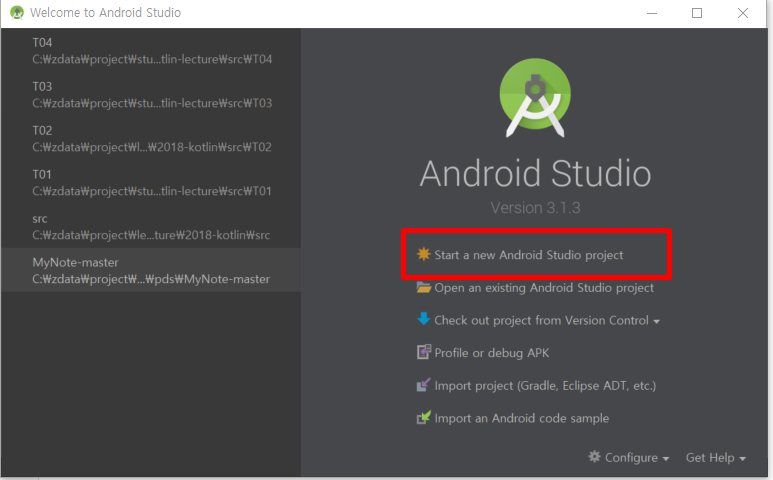 Welcome to Android Studio
T04
C:₩zdata₩project₩stu...tlin-lecture₩src₩T04
T03
C:₩zdata₩project₩stu...tlin-lecture₩src₩T03
T02
C:₩zdata₩project₩l...₩2018-kotlin₩src₩T02
T01
C:₩zdata₩project₩stu...tlin-lecture₩src₩T01
src
C:₩zdata₩project₩le...ture₩2018-kotlin₩src
MyNote-master
C:₩zdata₩project₩...₩pds₩MyNote-master
Android Studio
Version 3.1.3
Start a new Android Studio project
Open an existing Android Studio project
Check out project from Version Control
Profile or debug APK
Import project (Gradle, Eclipse ADT, etc.)
Import an Android code sample
Configure
Get Help